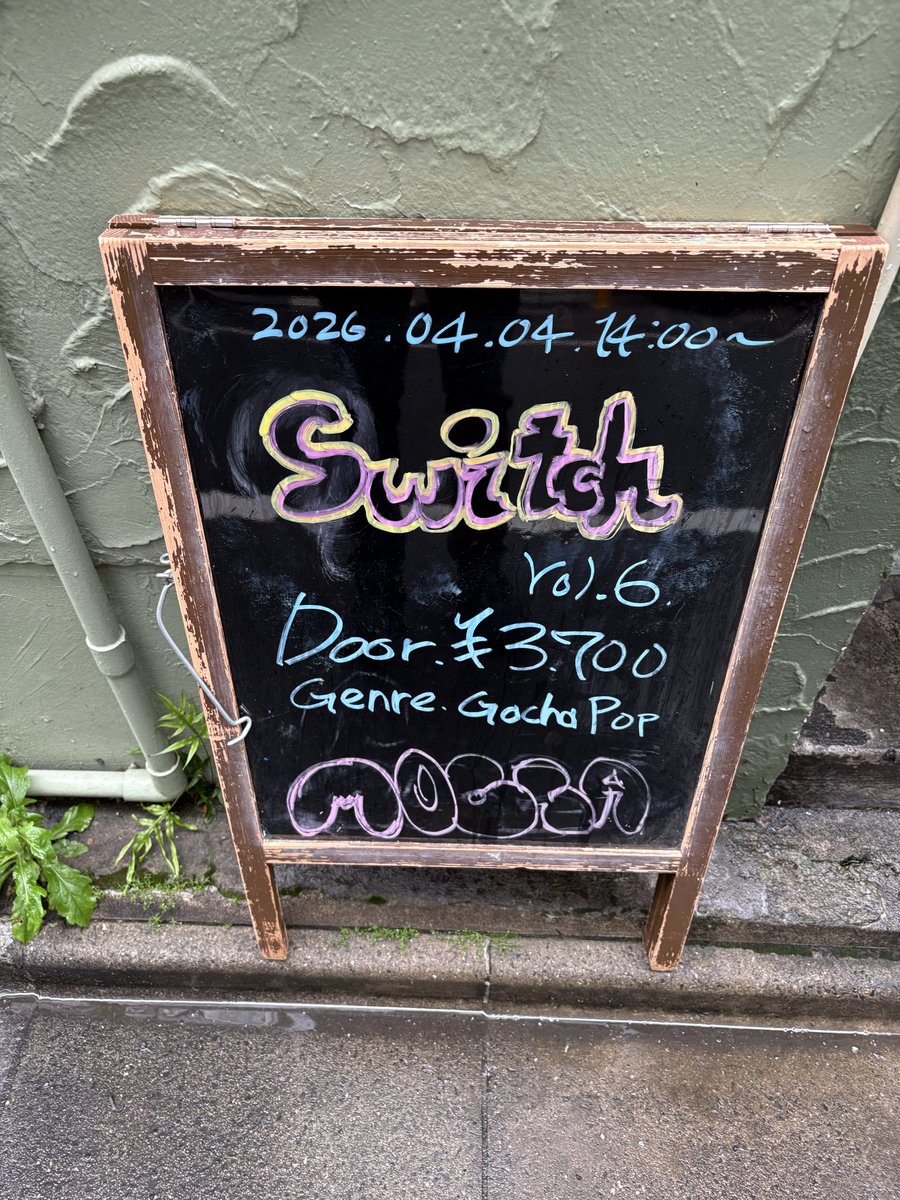 2026.04.04.14:00~
Switch
Vol.6.
Door.¥3.700
Genre.Gocha Pop